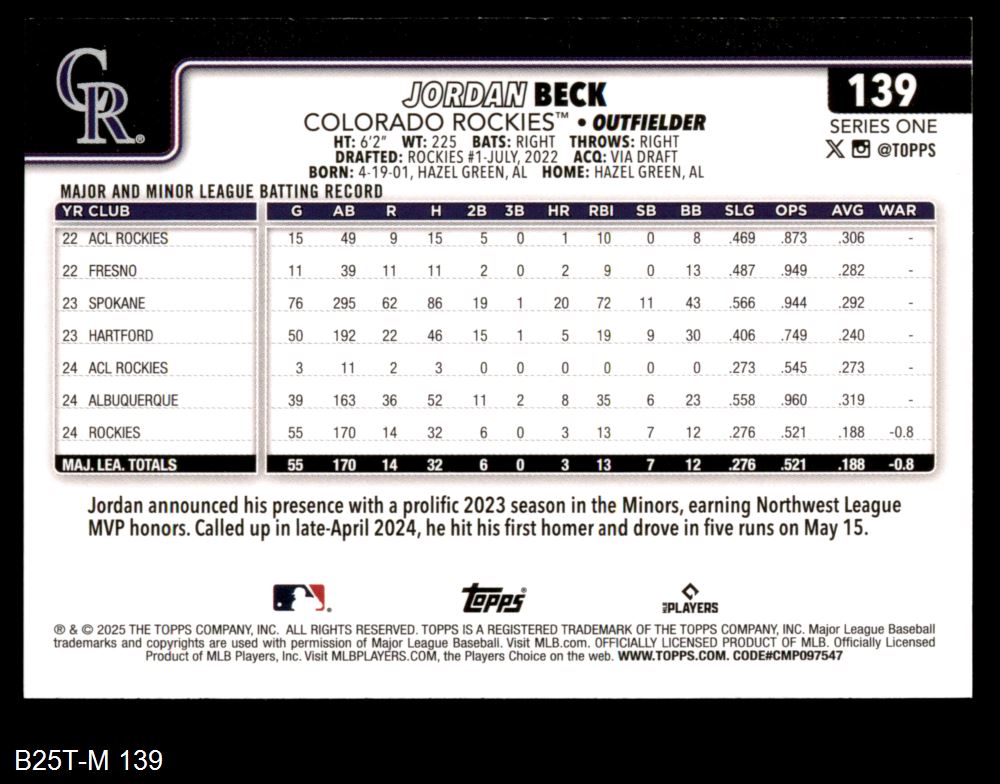 CR®
JORDAN BECK
139
COLORADO ROCKIES™ • OUTFIELDER
SERIES ONE
HT: 6'2" WT: 225 BATS: RIGHT THROWS: RIGHT
X @TOPPS
DRAFTED: ROCKIES #1-JULY, 2022 ACQ: VIA DRAFT
BORN: 4-19-01, HAZEL GREEN, AL HOME: HAZEL GREEN, AL
MAJOR AND MINOR LEAGUE BATTING RECORD
YR CLUB G AB R H 2B 3B HR RBI SB BB SLG OPS AVG WAR
22 ACL ROCKIES 15 49 9 15 5 0 1 10 0 8 .469 .873 .306 -
22 FRESNO 11 39 11 11 2 0 2 9 0 13 .487 .949 .282 -
23 SPOKANE 76 295 62 86 19 1 20 72 11 43 .566 .944 .292 -
23 HARTFORD 50 192 22 46 15 1 5 19 9 30 .406 .749 .240 -
24 ACL ROCKIES 3 11 2 3 0 0 0 0 0 0 .273 .545 .273 -
24 ALBUQUERQUE 39 163 36 52 11 2 8 35 6 23 .558 .960 .319 -
24 ROCKIES 55 170 14 32 6 0 3 13 7 12 .276 .521 .188 -0.8
MAJ. LEA. TOTALS 55 170 14 32 6 0 3 13 7 12 .276 .521 .188 -0.8
Jordan announced his presence with a prolific 2023 season in the Minors, earning Northwest League
MVP honors. Called up in late-April 2024, he hit his first homer and drove in five runs on May 15.
Topps® PLAYERS
® & © 2025 THE TOPPS COMPANY, INC. ALL RIGHTS RESERVED. TOPPS IS A REGISTERED TRADEMARK OF THE TOPPS COMPANY, INC. Major League Baseball
trademarks and copyrights are used with permission of Major League Baseball. Visit MLB.com. OFFICIALLY LICENSED PRODUCT OF MLB. Officially Licensed
Product of MLB Players, Inc. Visit MLBPLAYERS.COM, the Players Choice on the web. WWW.TOPPS.COM. CODE#CMP097547
B25T-M 139